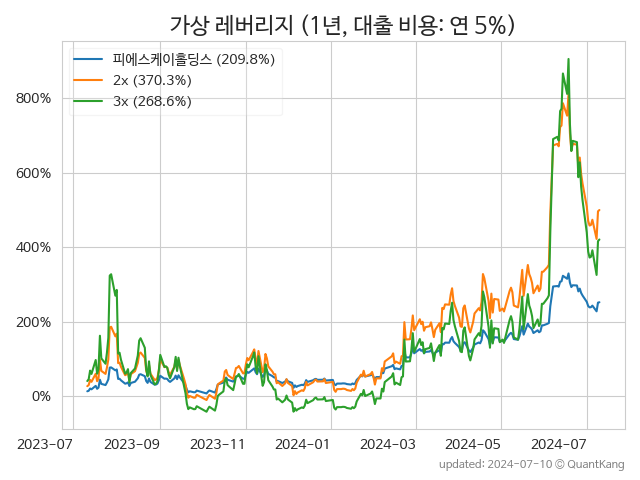 가상 레버리지 (1년, 대출 비용: 연 5%)
피에스케이홀딩스 (209.8%)
2x (370.3%)
3x (268.6%)
800%
600%
400%
200%
0%
2023-07
2023-09
2023-11
2024-01
2024-03
2024-05
2024-07
updated: 2024-07-10 © QuantKang